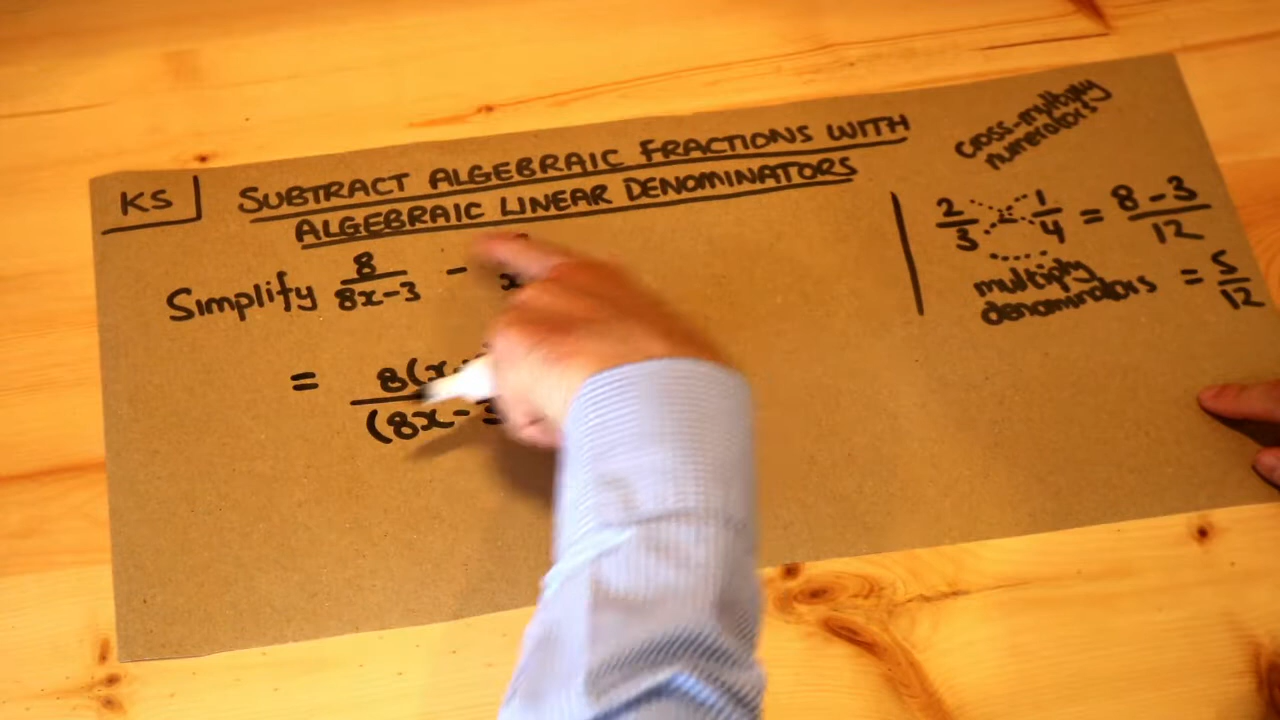 KS
SUBTRACT ALGEBRAIC FRACTIONS WITH
ALGEBRAIC LINEAR DENOMINATORS
Simplify 8/(8x-3) - x
= 8(x
(8x-3
cross-multiply
numerators
2/3 1/4 = (8-3)/12
multiply
denominators = 5/12